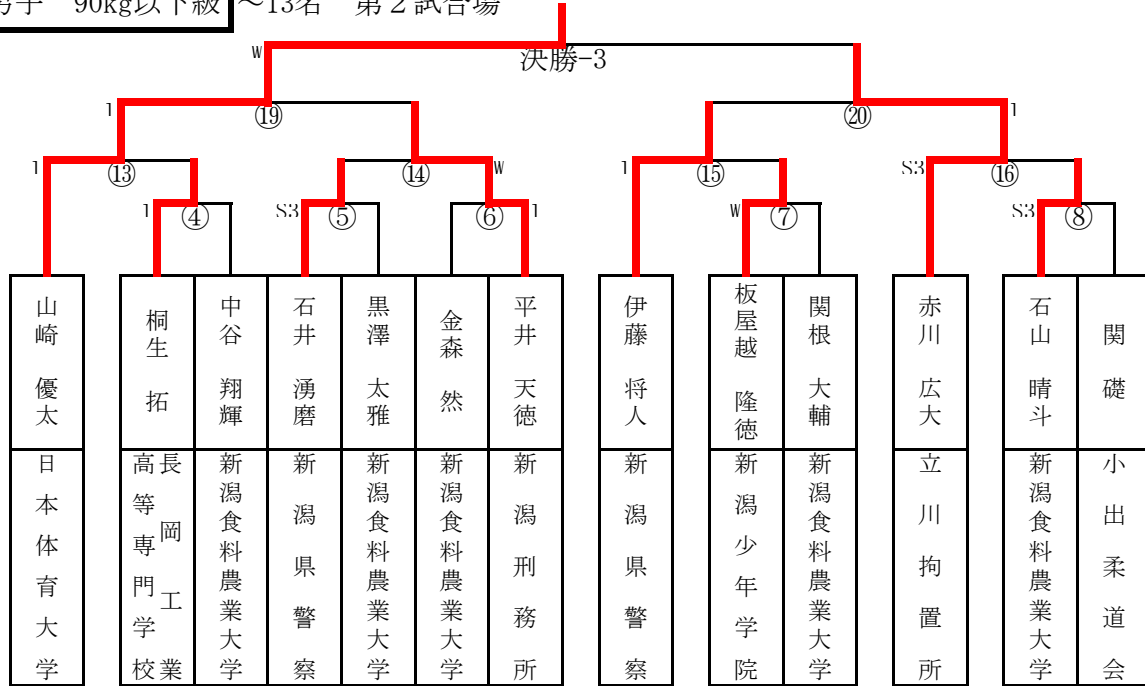 男子 90kg以下級 ～13名 第2試合場
W 決勝-3
1 ⑲ ⑳ 1
1 ⑬ ⑭ W 1 ⑮ S3 ⑯
1 ④ S3 ⑤ ⑥ 1 W ⑦ S3 ⑧
山崎 優太
桐生 拓
中谷 翔輝
石井 湧磨
黒澤 太雅
金森 然
平井 天徳
伊藤 将人
板屋越 隆徳
関根 大輔
赤川 広大
石山 晴斗
関 礎
日本体育大学
長岡工業
高等専門学校
新潟食料農業大学
新潟県警察
新潟食料農業大学
新潟食料農業大学
新潟刑務所
新潟県警察
新潟少年学院
新潟食料農業大学
立川拘置所
新潟食料農業大学
小出柔道会